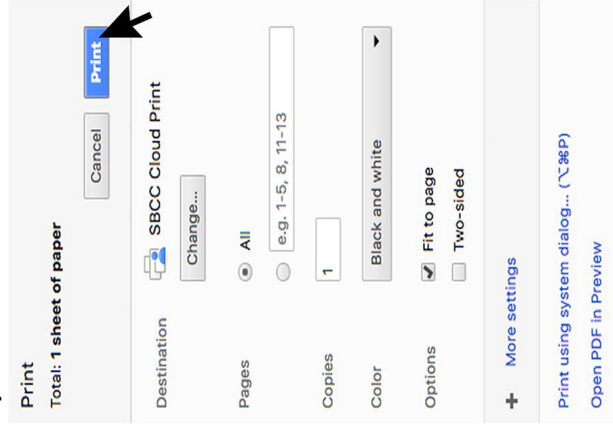 Print
Total: 1 sheet of paper
Cancel
Print
Destination
SBCC Cloud Print
Change...
Pages
All
e.g. 1-5, 8, 11-13
Copies
1
Color
Black and white
Options
Fit to page
Two-sided
+ More settings
Print using system dialog... (⌥⌘P)
Open PDF in Preview